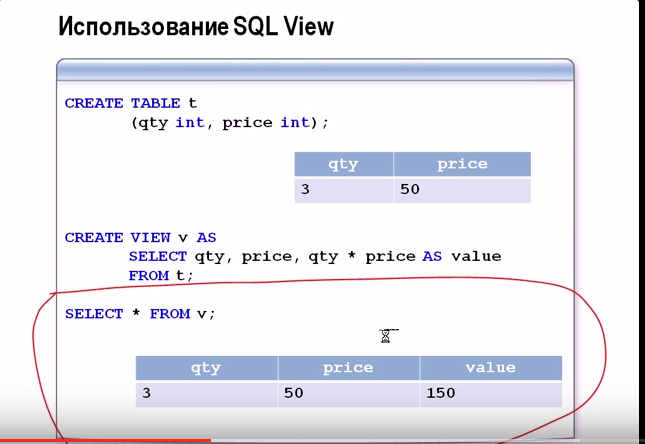 Использование SQL View
CREATE TABLE t
(qty int, price int);
qty price
3 50
CREATE VIEW v AS
SELECT qty, price, qty * price AS value
FROM t;
SELECT * FROM v;
qty price value
3 50 150